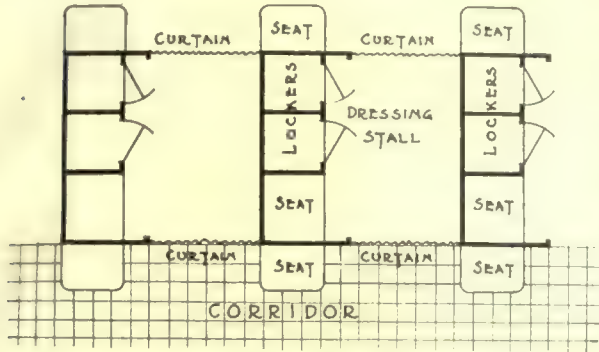 SEAT
SEAT
CURTAIN
CURTAIN
LOCKERS
LOCKERS
DRESSING
STALL
SEAT
SEAT
CURTAIN
CURTAIN
SEAT
SEAT
CORRIDOR